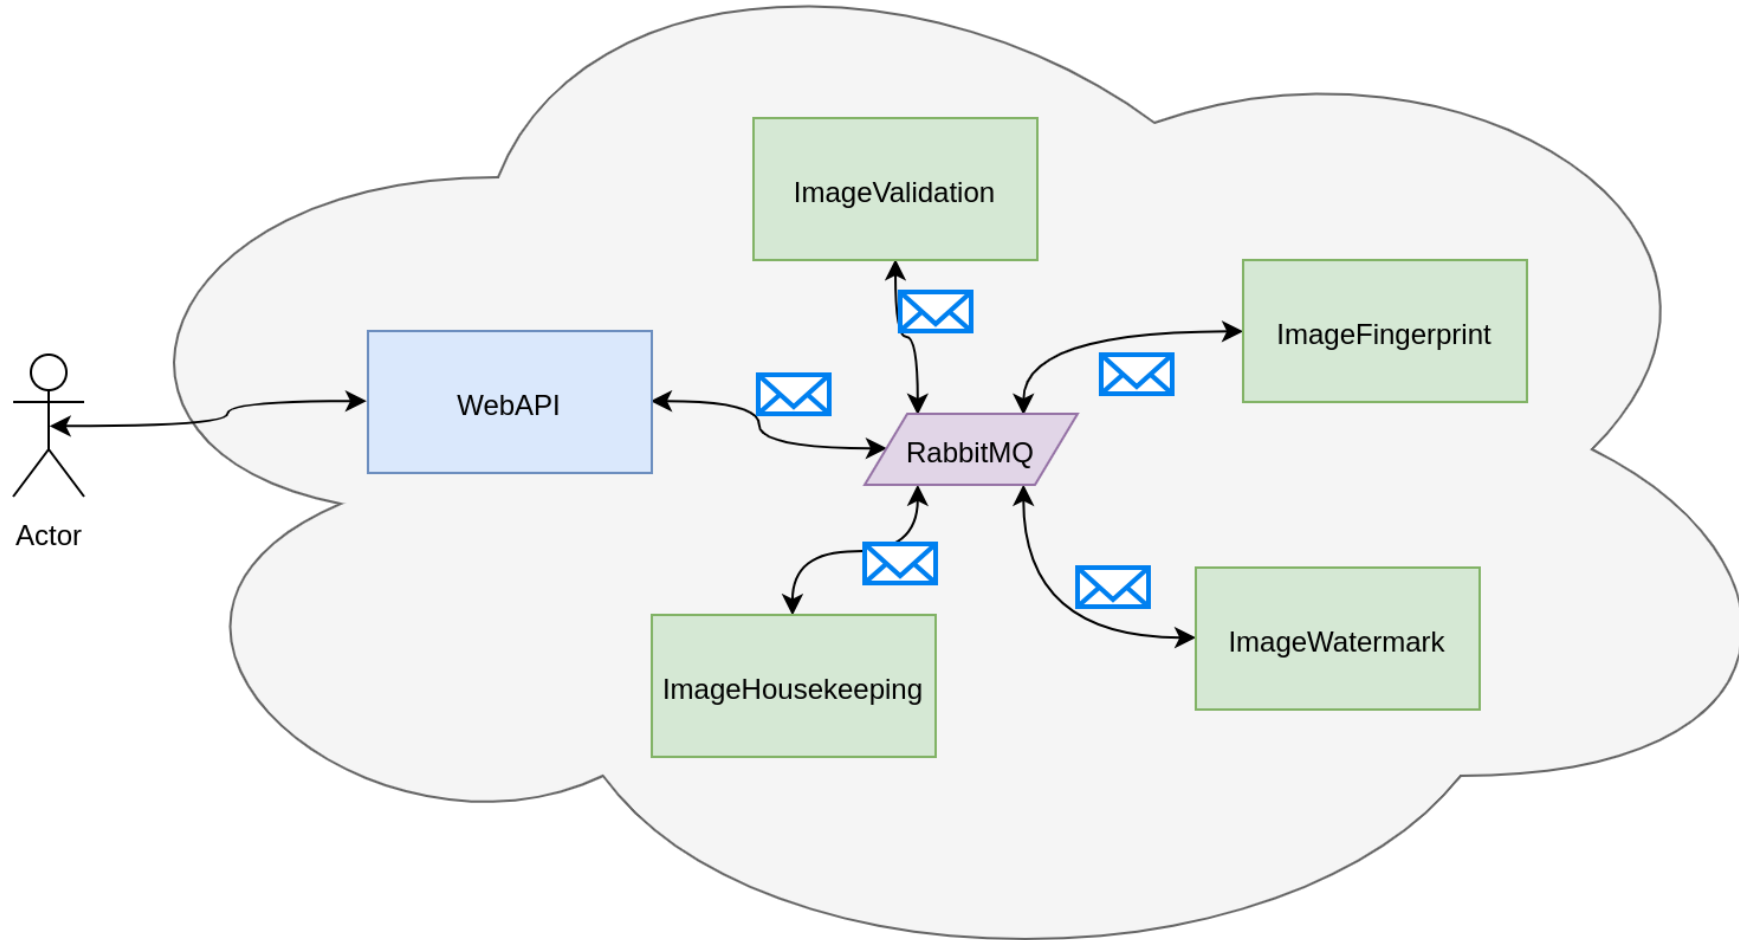 ImageValidation
ImageFingerprint
WebAPI
RabbitMQ
Actor
ImageWatermark
ImageHousekeeping